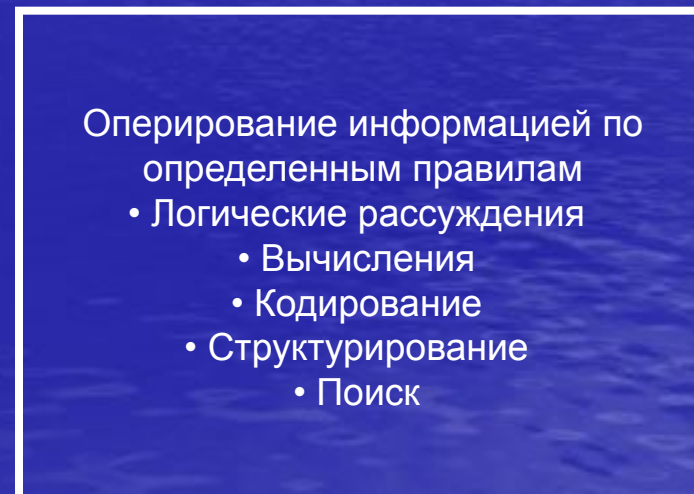 Оперирование информацией по
определенным правилам
• Логические рассуждения
• Вычисления
• Кодирование
• Структурирование
• Поиск